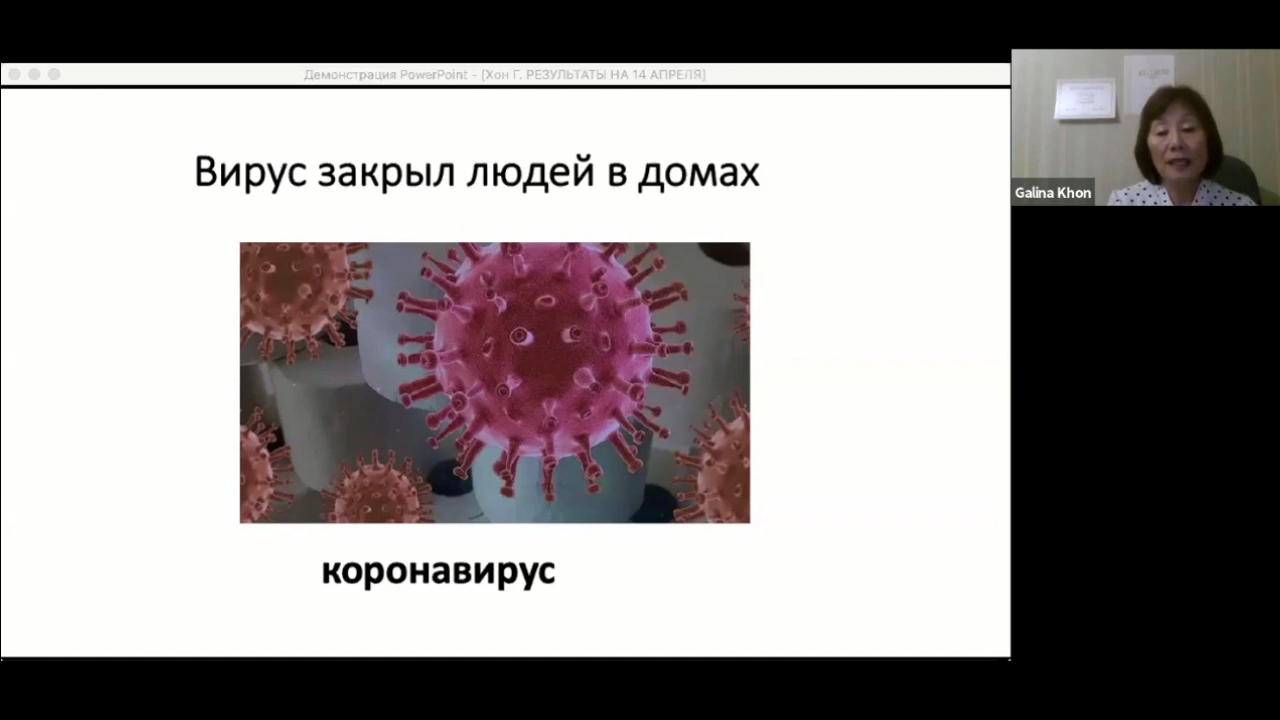 Демонстрация PowerPoint - [Хон Г. РЕЗУЛЬТАТЫ НА 14 АПРЕЛЯ]
Вирус закрыл людей в домах
Galina Khon
коронавирус